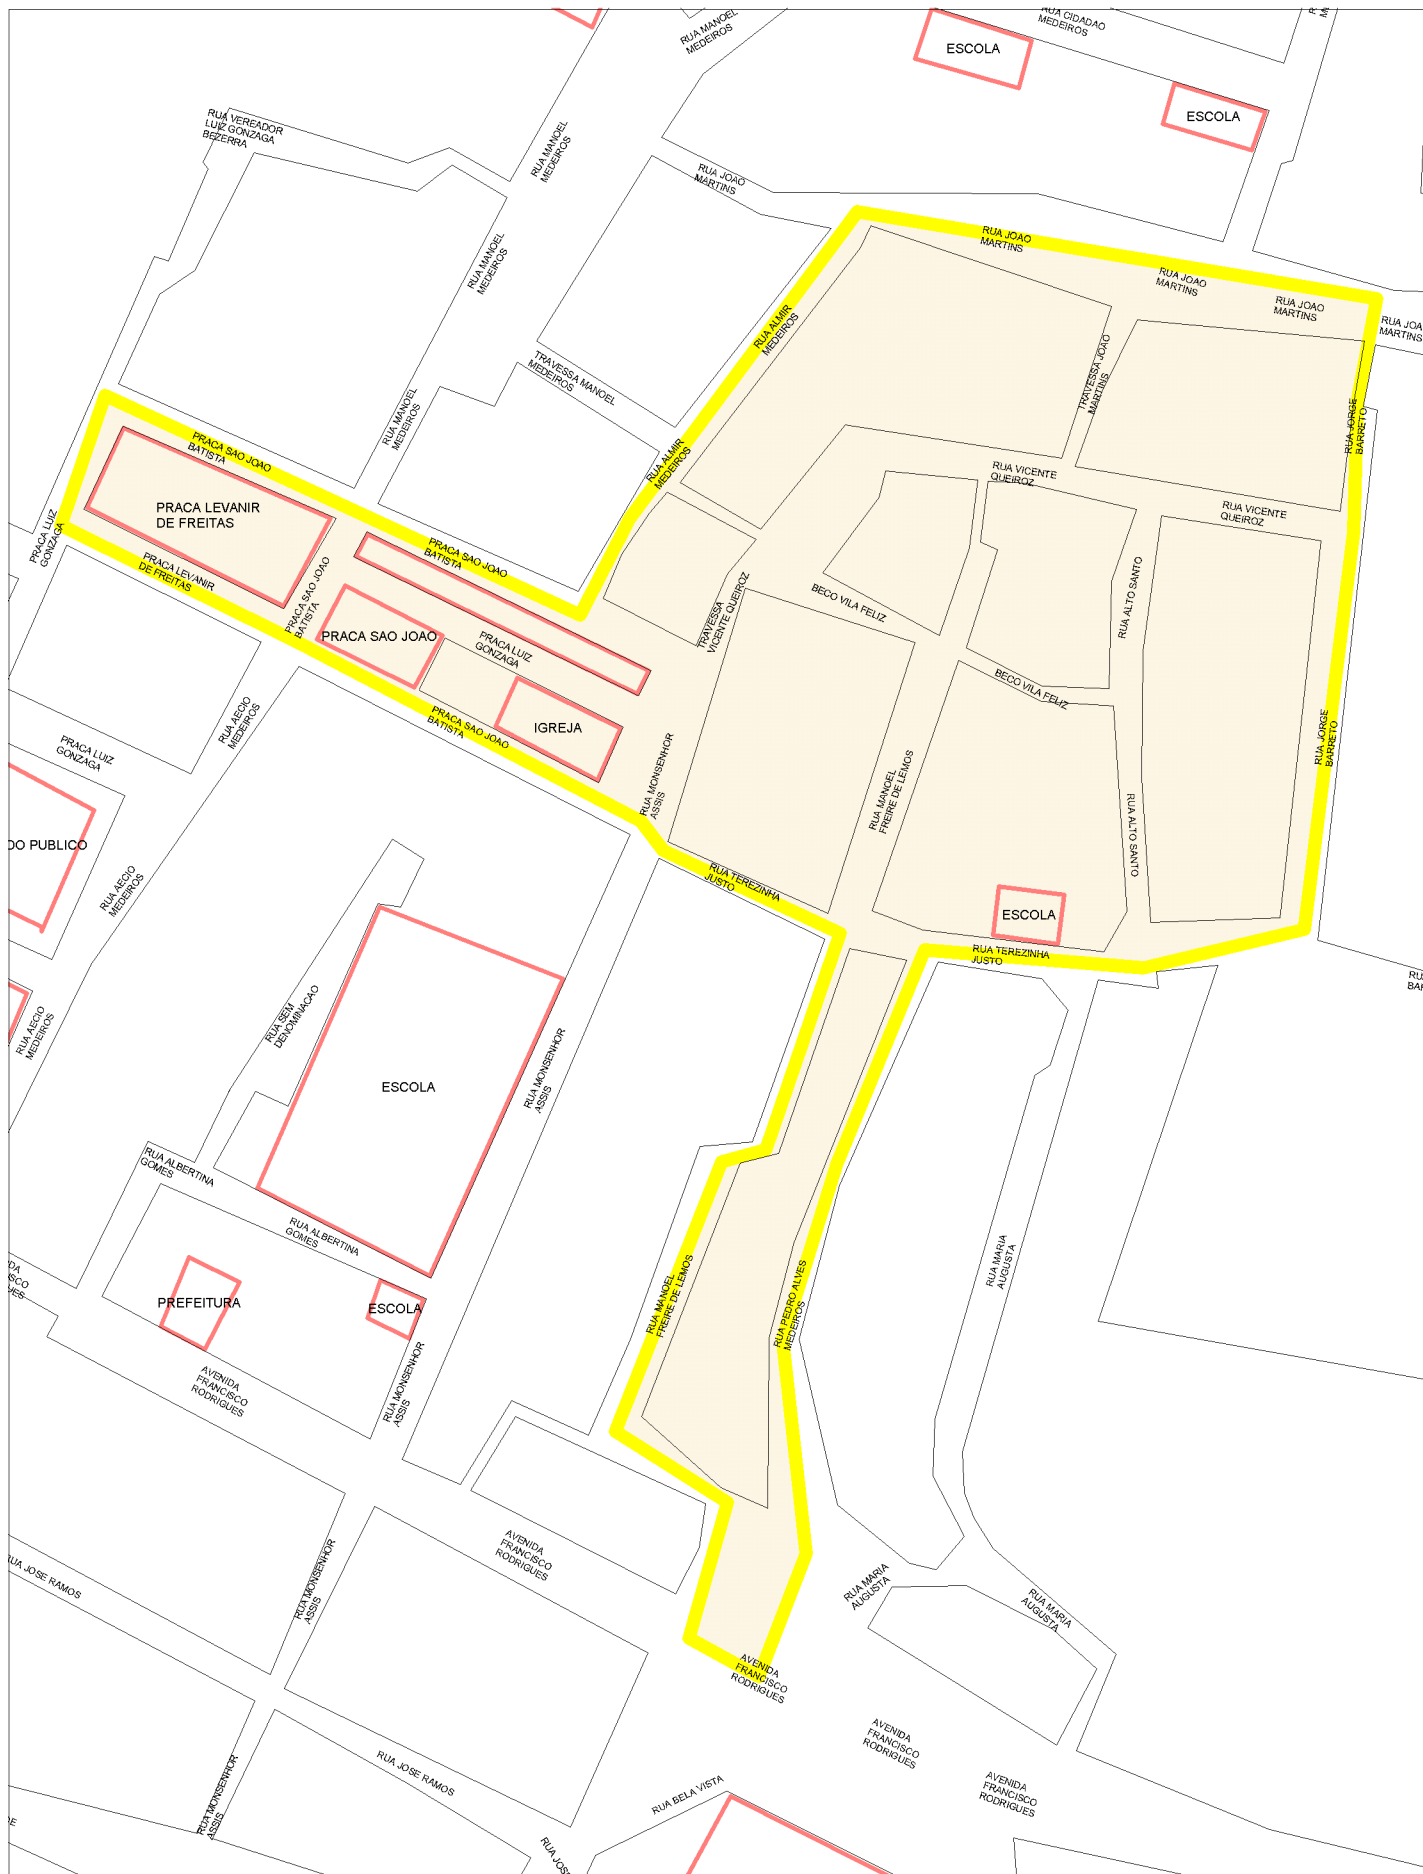 RUA MANOEL
MEDEIROS
RUA CIDADAO
MEDEIROS
ESCOLA
ESCOLA
RUA VEREADOR
LUIZ GONZAGA
BEZERRA
RUA MANOEL
MEDEIROS
RUA JOAO
MARTINS
RUA JOAO
MARTINS
RUA JOAO
MARTINS
RUA JOAO
MARTINS
RUA JOA
MARTINS
RUA MANOEL
MEDEIROS
RUA ALMIR
MEDEIROS
TRAVESSA MANOEL
MEDEIROS
TRAVESSA JOAO
MARTINS
RUA MANOEL
MEDEIROS
RUA JORGE
BARRETO
PRACA SAO JOAO
BATISTA
RUA ALMIR
MEDEIROS
RUA VICENTE
QUEIROZ
RUA VICENTE
QUEIROZ
PRACA LEVANIR
DE FREITAS
PRACA LUIZ
GONZAGA
PRACA SAO JOAO
BATISTA
PRACA LEVANIR
DE FREITAS
PRACA SAO JOAO
BATISTA
BECO VILA FELIZ
RUA ALTO SANTO
TRAVESSA
VICENTE QUEIROZ
PRACA SAO JOAO
PRACA LUIZ
GONZAGA
BECO VILA FELIZ
RUA AECIO
MEDEIROS
PRACA SAO JOAO
BATISTA
IGREJA
RUA JORGE
BARRETO
PRACA LUIZ
GONZAGA
RUA MONSENHOR
ASSIS
RUA MANOEL
FREIRE DE LEMOS
RUA ALTO SANTO
DO PUBLICO
RUA AECIO
MEDEIROS
RUA TEREZINHA
JUSTO
ESCOLA
RUA TEREZINHA
JUSTO
RU
BAR
RUA AECIO
MEDEIROS
RUA SEM
DENOMINACAO
ESCOLA
RUA MONSENHOR
ASSIS
RUA ALBERTINA
GOMES
RUA ALBERTINA
GOMES
RUA MARIA
AUGUSTA
PREFEITURA
ESCOLA
RUA MANOEL
FREIRE DE LEMOS
RUA PEDRO ALVES
MEDEIROS
AVENIDA
FRANCISCO
RODRIGUES
RUA MONSENHOR
ASSIS
AVENIDA
FRANCISCO
RODRIGUES
RUA JOSE RAMOS
RUA MONSENHOR
ASSIS
RUA MARIA
AUGUSTA
RUA MARIA
AUGUSTA
AVENIDA
FRANCISCO
RODRIGUES
AVENIDA
FRANCISCO
RODRIGUES
RUA JOSE RAMOS
RUA MONSENHOR
ASSIS
RUA BELA VISTA
AVENIDA
FRANCISCO
RODRIGUES
DE
RUA JOS